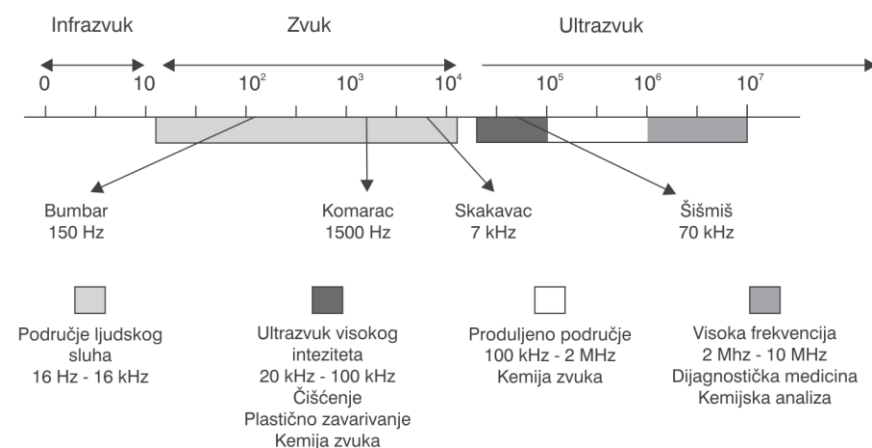 Infrazvuk Zvuk Ultrazvuk
0 10 10² 10³ 10⁴ 10⁵ 10⁶ 10⁷
Bumbar
150 Hz
Komarac
1500 Hz
Skakavac
7 kHz
Šišmiš
70 kHz
Područje ljudskog
sluha
16 Hz - 16 kHz
Ultrazvuk visokog
inteziteta
20 kHz - 100 kHz
Čišćenje
Plastično zavarivanje
Kemija zvuka
Produljeno područje
100 kHz - 2 MHz
Kemija zvuka
Visoka frekvencija
2 Mhz - 10 MHz
Dijagnostička medicina
Kemijska analiza